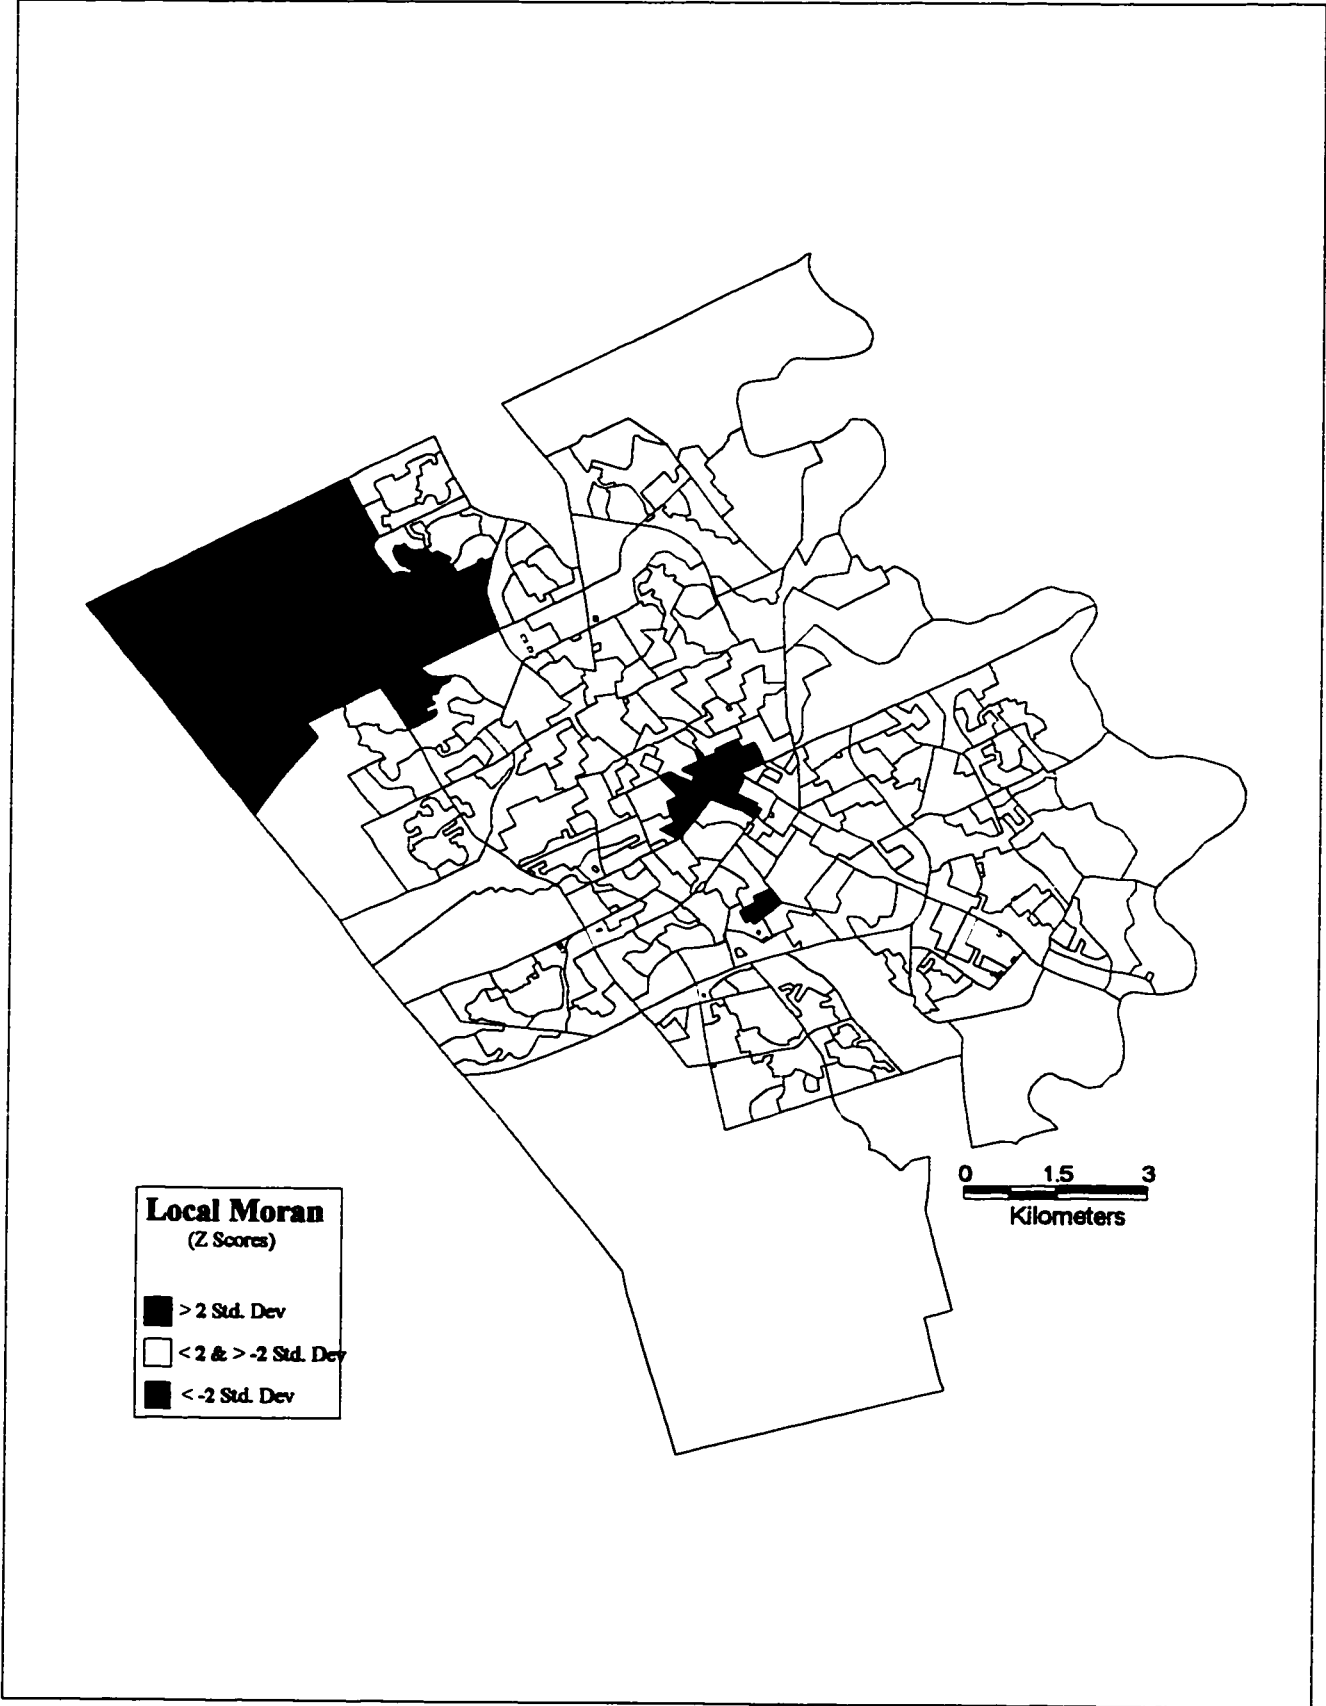 0 1.5 3
Kilometers
Local Moran
(Z Scores)
> 2 Std. Dev
< 2 & > -2 Std. Dev
< -2 Std. Dev